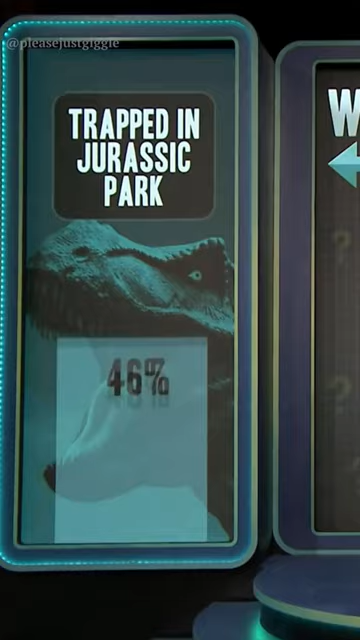 @pleasejustgiggle
TRAPPED IN
JURASSIC
PARK
W
46%